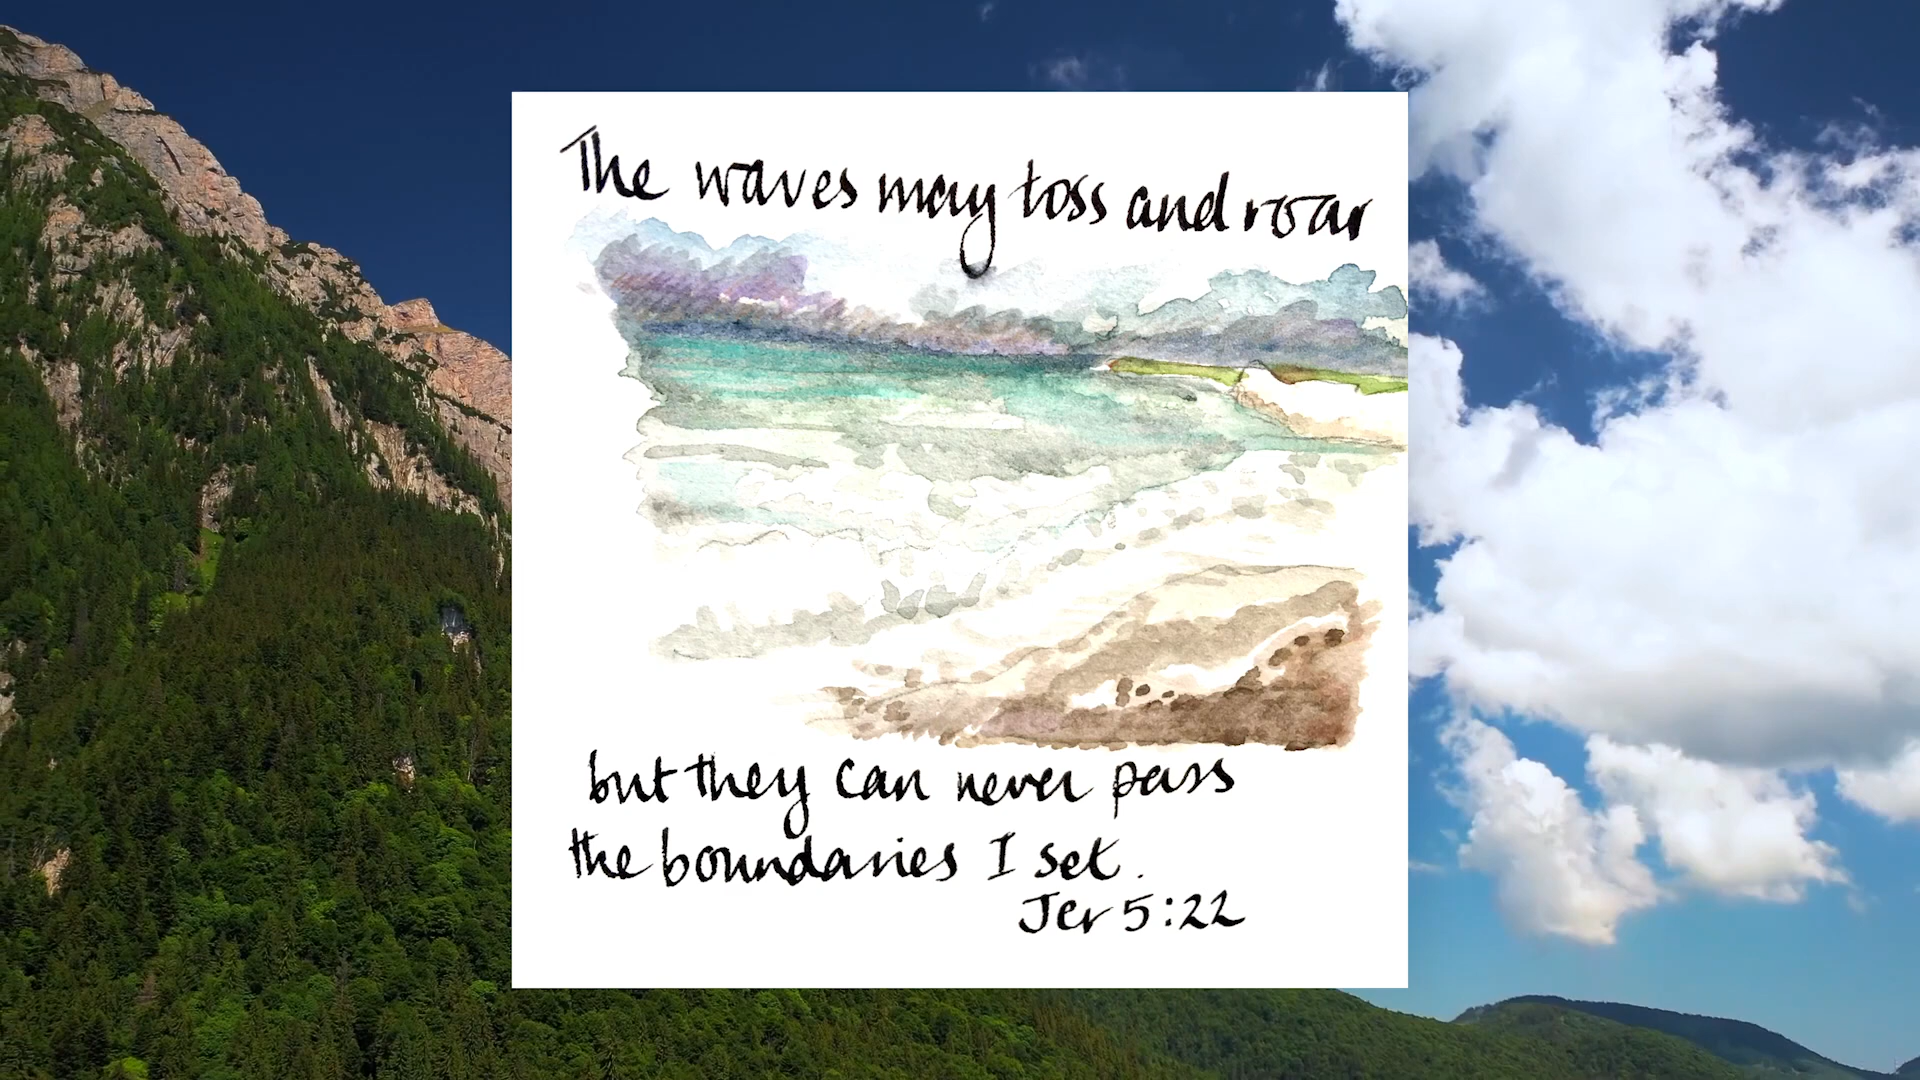 The waves may toss and roar
but they can never pass
the boundaries I set.
Jer 5:22